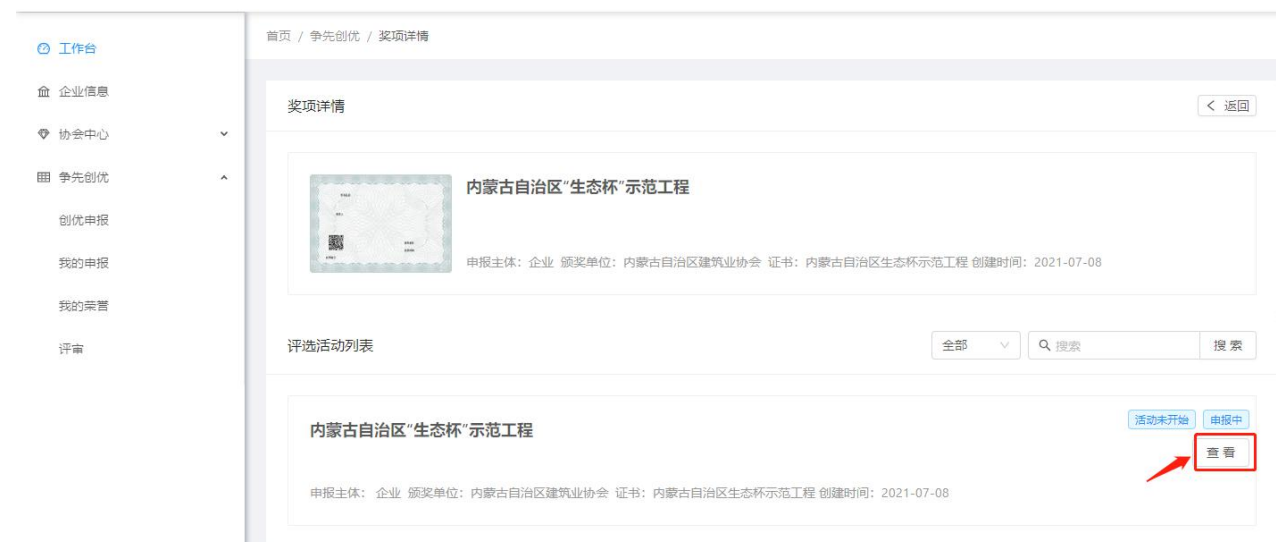 工作台
企业信息
协会中心
争先创优
创优申报
我的申报
我的荣誉
评审
首页 / 争先创优 / 奖项详情
奖项详情
< 返回
内蒙古自治区“生态杯”示范工程
申报主体：企业 颁奖单位：内蒙古自治区建筑业协会 证书：内蒙古自治区生态杯示范工程 创建时间：2021-07-08
评选活动列表
全部
搜索
搜 索
内蒙古自治区“生态杯”示范工程
活动未开始
申报中
查 看
申报主体： 企业 颁奖单位：内蒙古自治区建筑业协会 证书：内蒙古自治区生态杯示范工程 创建时间：2021-07-08